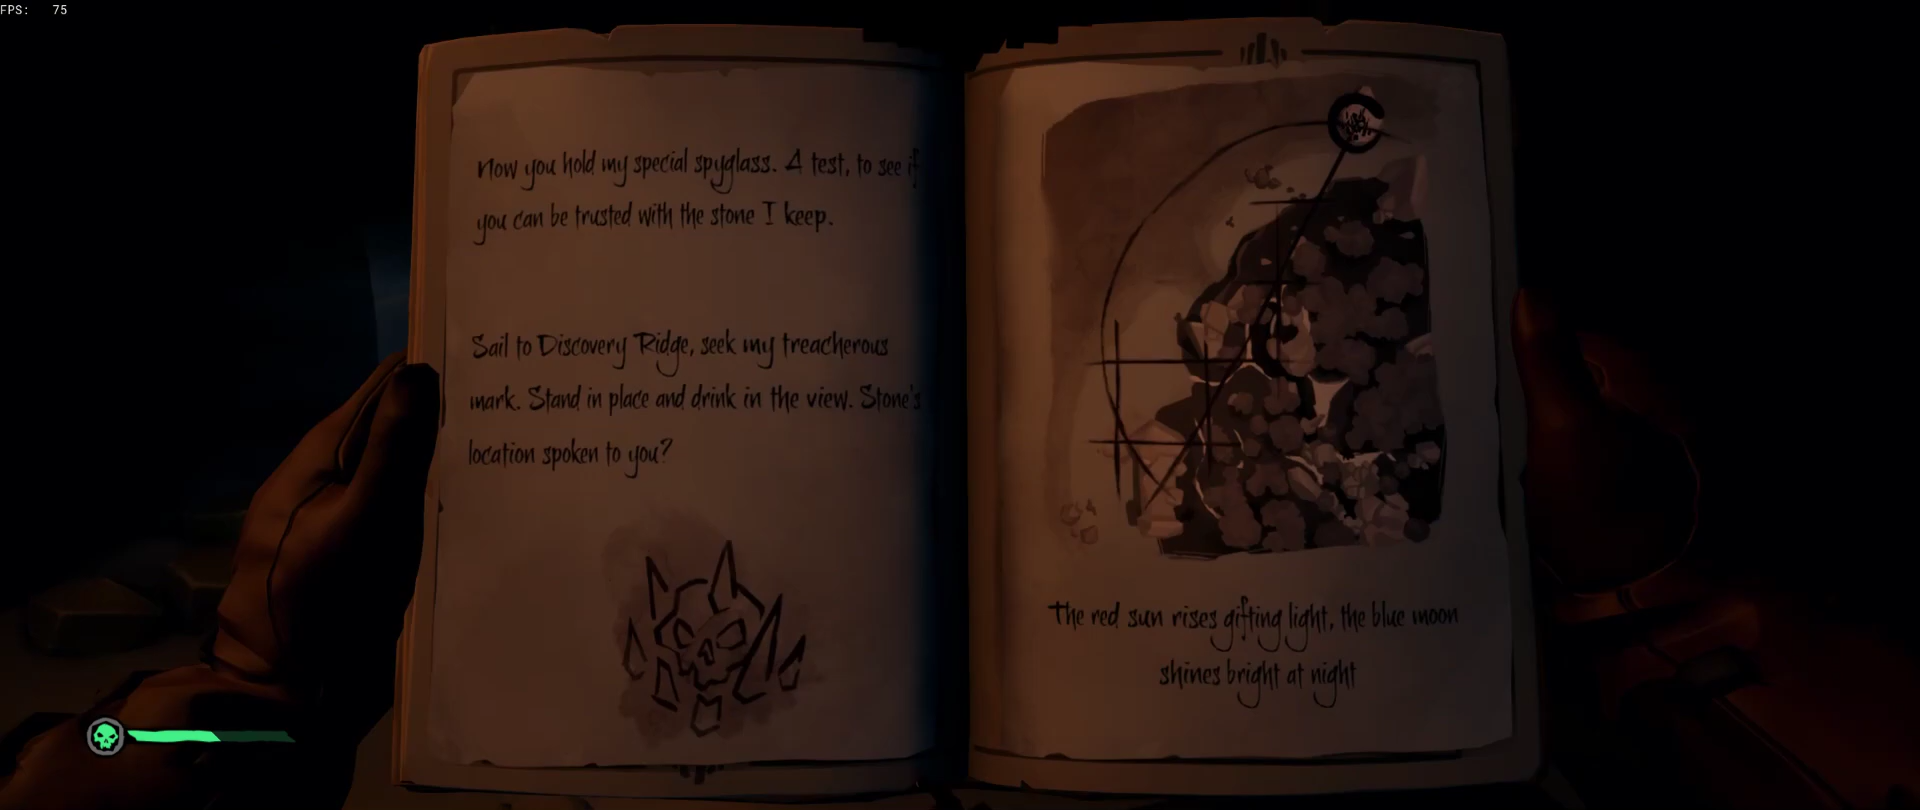 FPS: 75
Now you hold my special spyglass. A test, to see if
you can be trusted with the stone I keep.
Sail to Discovery Ridge, seek my treacherous
mark. Stand in place and drink in the view. Stone's
location spoken to you?
The red sun rises gifting light, the blue moon
shines bright at night